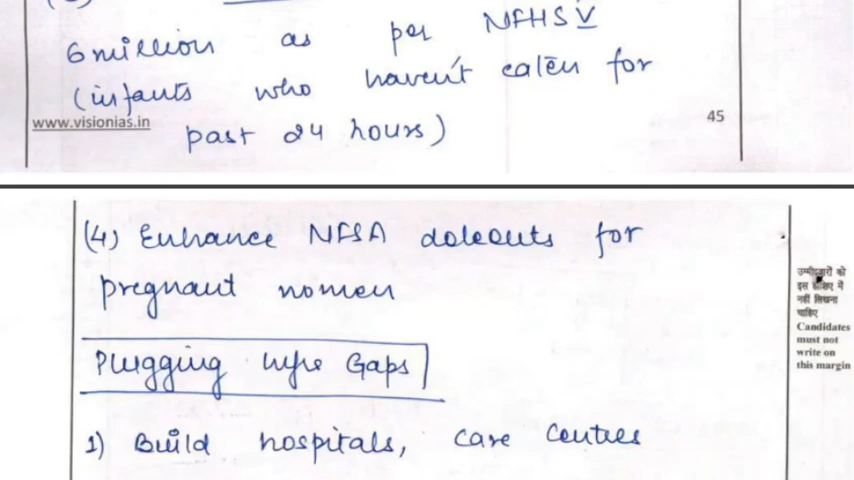 6 million as per NFHS V
(infants who haven't eaten for
www.visionias.in
45
past 24 hours)
(4) Enhance NFSA doleouts for
pregnant women
Plugging infra Gaps
1) Build hospitals, care centres
उम्मीदवारों को
इस हाशिए में
नहीं लिखना
चाहिए
Candidates
must not
write on
this margin